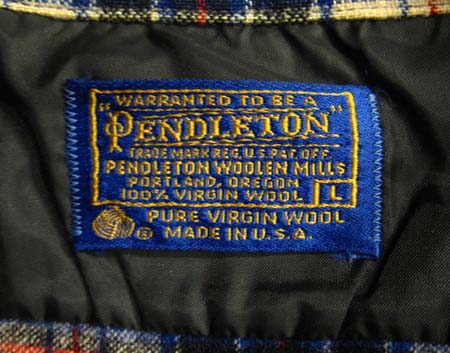 "WARRANTED TO BE A
PENDLETON"
TRADE MARK REG. U.S. PAT. OFF.
PENDLETON WOOLEN MILLS
PORTLAND, OREGON
100% VIRGIN WOOL L
PURE VIRGIN WOOL
® MADE IN U.S.A.